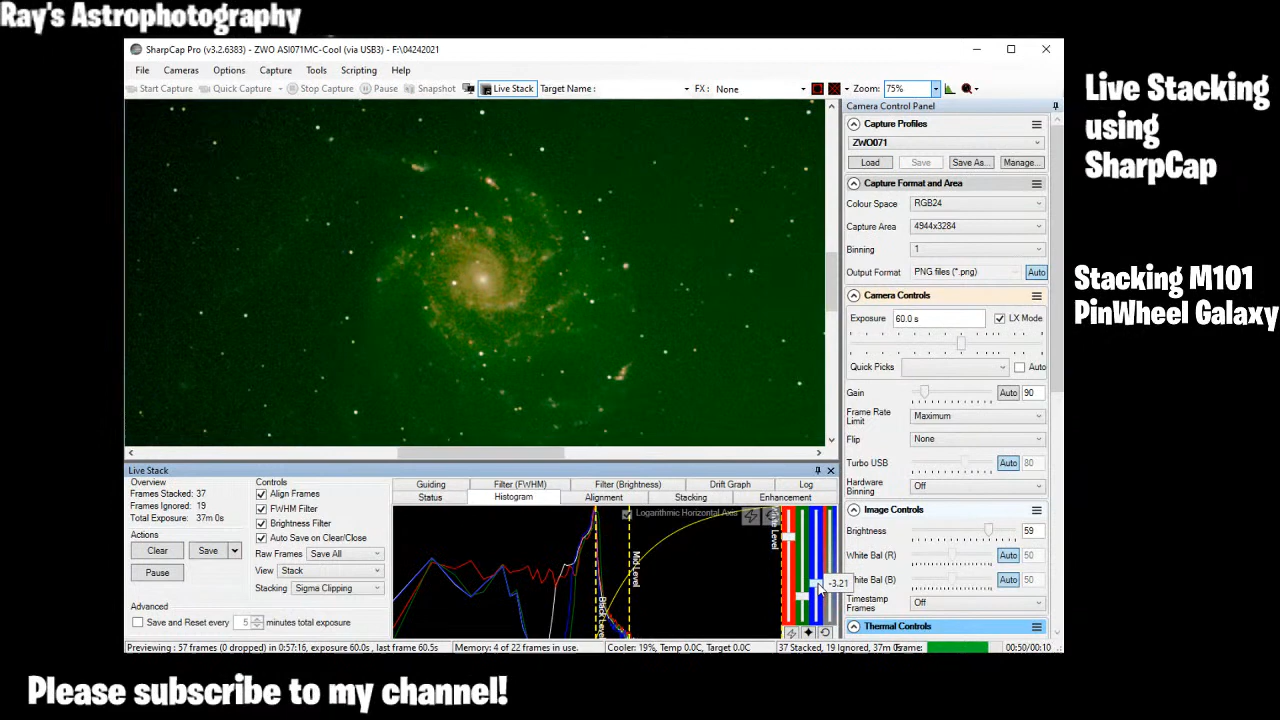 Ray's Astrophotography
SharpCap Pro (v3.2.6383) - ZWO ASI071MC-Cool (via USB3) - F:\04242021
File Cameras Options Capture Tools Scripting Help
Start Capture Quick Capture Stop Capture Pause Snapshot Live Stack Target Name : FX : None Zoom: 75%
Live Stacking
using
SharpCap
Stacking M101
PinWheel Galaxy
Camera Control Panel
Capture Profiles
ZWO071
Load Save Save As... Manage...
Capture Format and Area
Colour Space RGB24
Capture Area 4944x3284
Binning 1
Output Format PNG files (*.png) Auto
Camera Controls
Exposure 60.0 s LX Mode
Quick Picks Auto
Gain Auto 90
Frame Rate Limit Maximum
Flip None
Turbo USB Auto 80
Hardware Binning Off
Image Controls
Brightness 59
White Bal (R) Auto 50
White Bal (B) Auto 50
Timestamp Frames Off
Thermal Controls
Live Stack
Overview
Frames Stacked: 37
Frames Ignored: 19
Total Exposure: 37m 0s
Actions
Clear Save
Pause
Controls
Align Frames
FWHM Filter
Brightness Filter
Auto Save on Clear/Close
Raw Frames Save All
View Stack
Stacking Sigma Clipping
Advanced
Save and Reset every 5 minutes total exposure
Guiding Filter (FWHM) Filter (Brightness) Drift Graph Log
Status Histogram Alignment Stacking Enhancement
Logarithmic Horizontal Axis
Black Level
Mid Level
White Level
-3.21
Previewing : 57 frames (0 dropped) in 0:57:16, exposure 60.0s, last frame 60.5s Memory: 4 of 22 frames in use. Cooler: 19%, Temp 0.0C, Target 0.0C 37 Stacked, 19 Ignored, 37m 0s Frame: 00:50/00:10
Please subscribe to my channel!